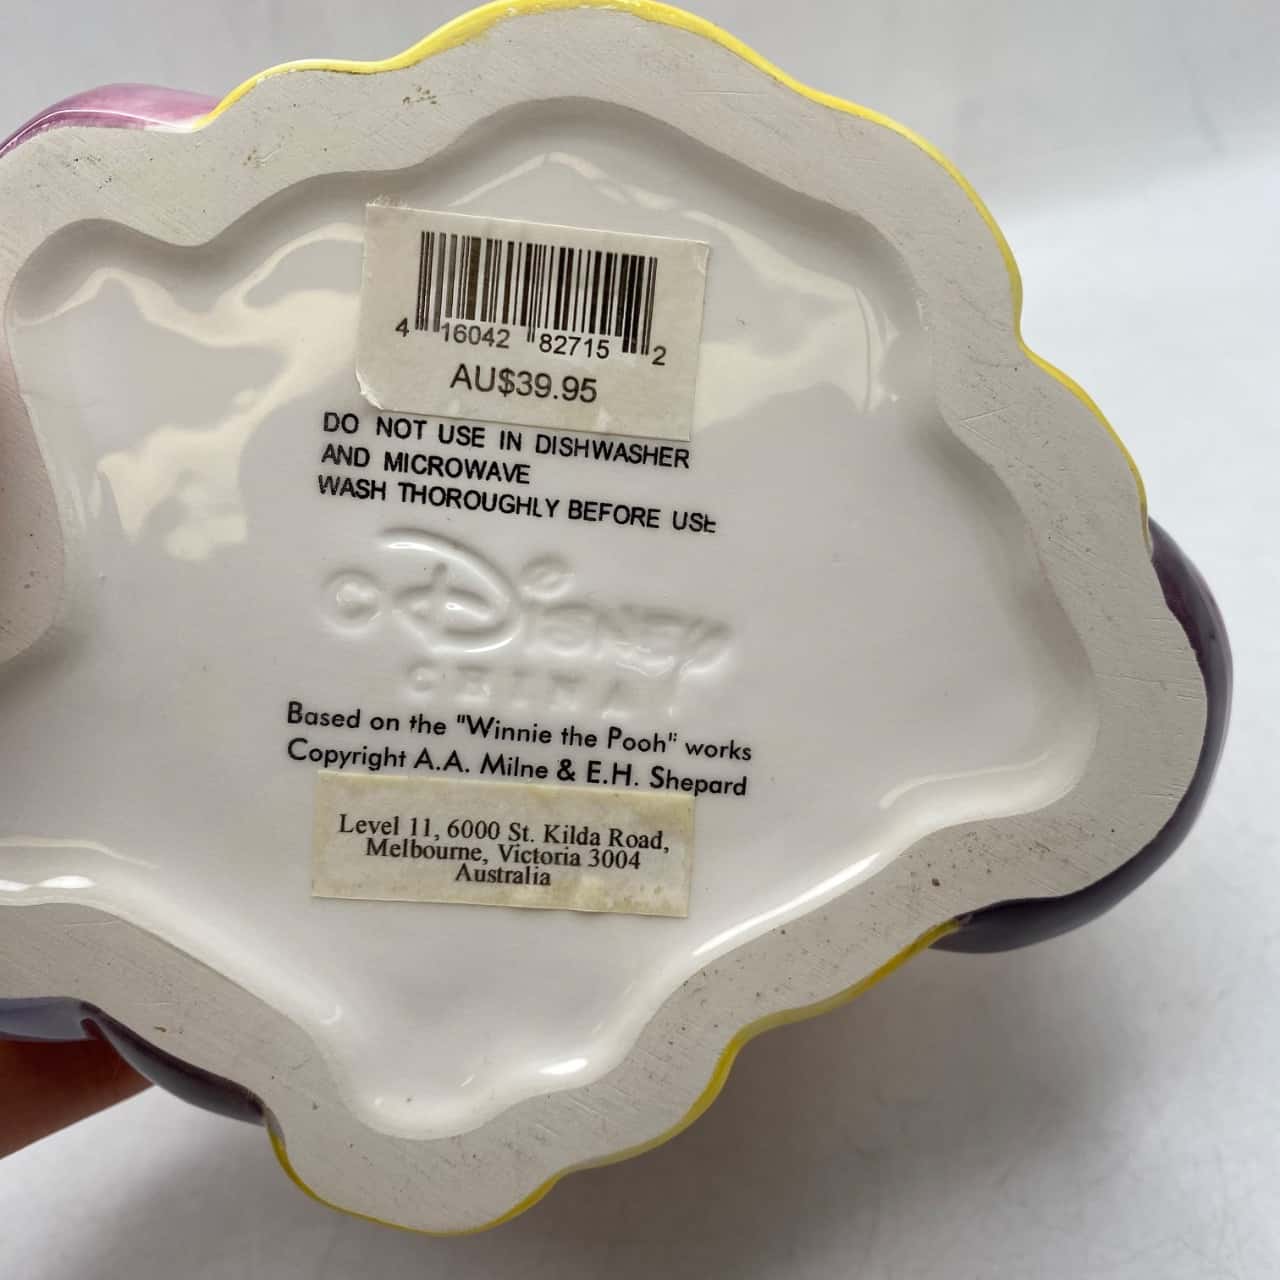 4 16042 82715 2
AU$39.95
DO NOT USE IN DISHWASHER
AND MICROWAVE
WASH THOROUGHLY BEFORE USE
© Disney
CHINA
Based on the "Winnie the Pooh" works
Copyright A.A. Milne & E.H. Shepard
Level 11, 6000 St. Kilda Road,
Melbourne, Victoria 3004
Australia